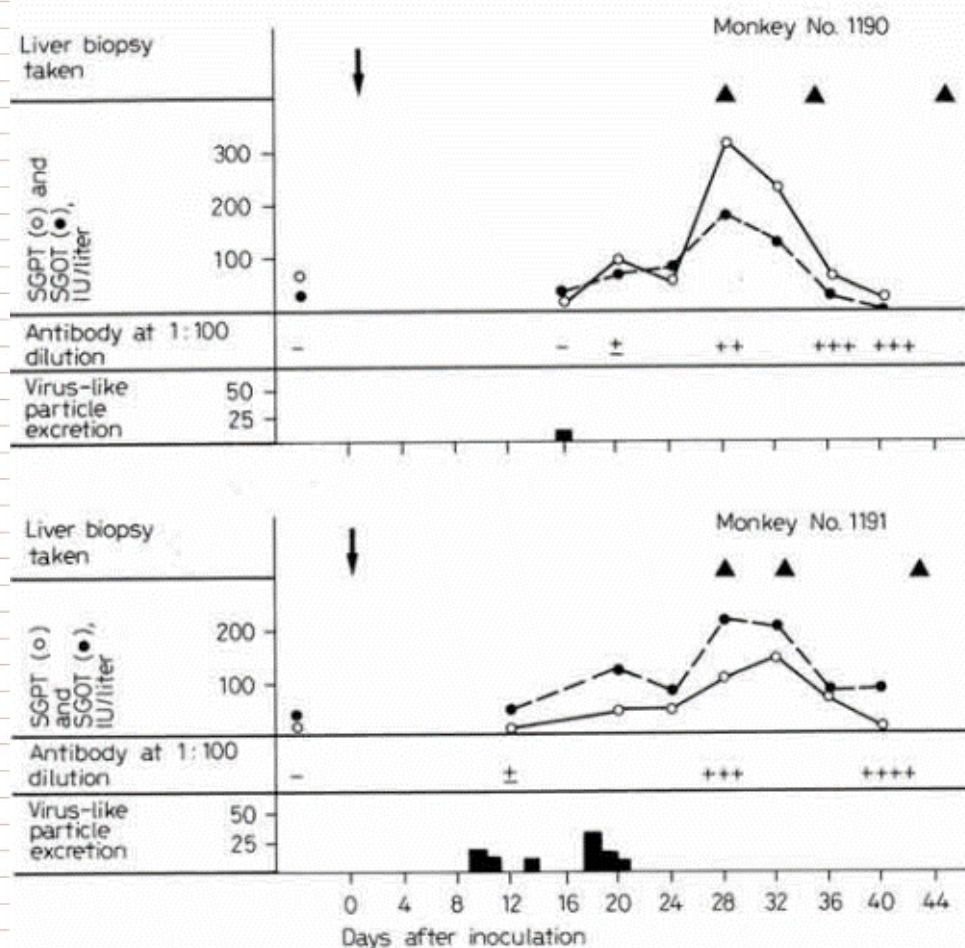 Monkey No. 1190
Liver biopsy
taken
300
200
100
SGPT (o) and
SGOT (●),
IU/liter
Antibody at 1:100
dilution
– – ± ++ +++ +++
Virus-like
particle
excretion
50
25
Monkey No. 1191
Liver biopsy
taken
200
100
SGPT (o)
and
SGOT (●),
IU/liter
Antibody at 1:100
dilution
– ± +++ ++++
Virus-like
particle
excretion
50
25
0 4 8 12 16 20 24 28 32 36 40 44
Days after inoculation